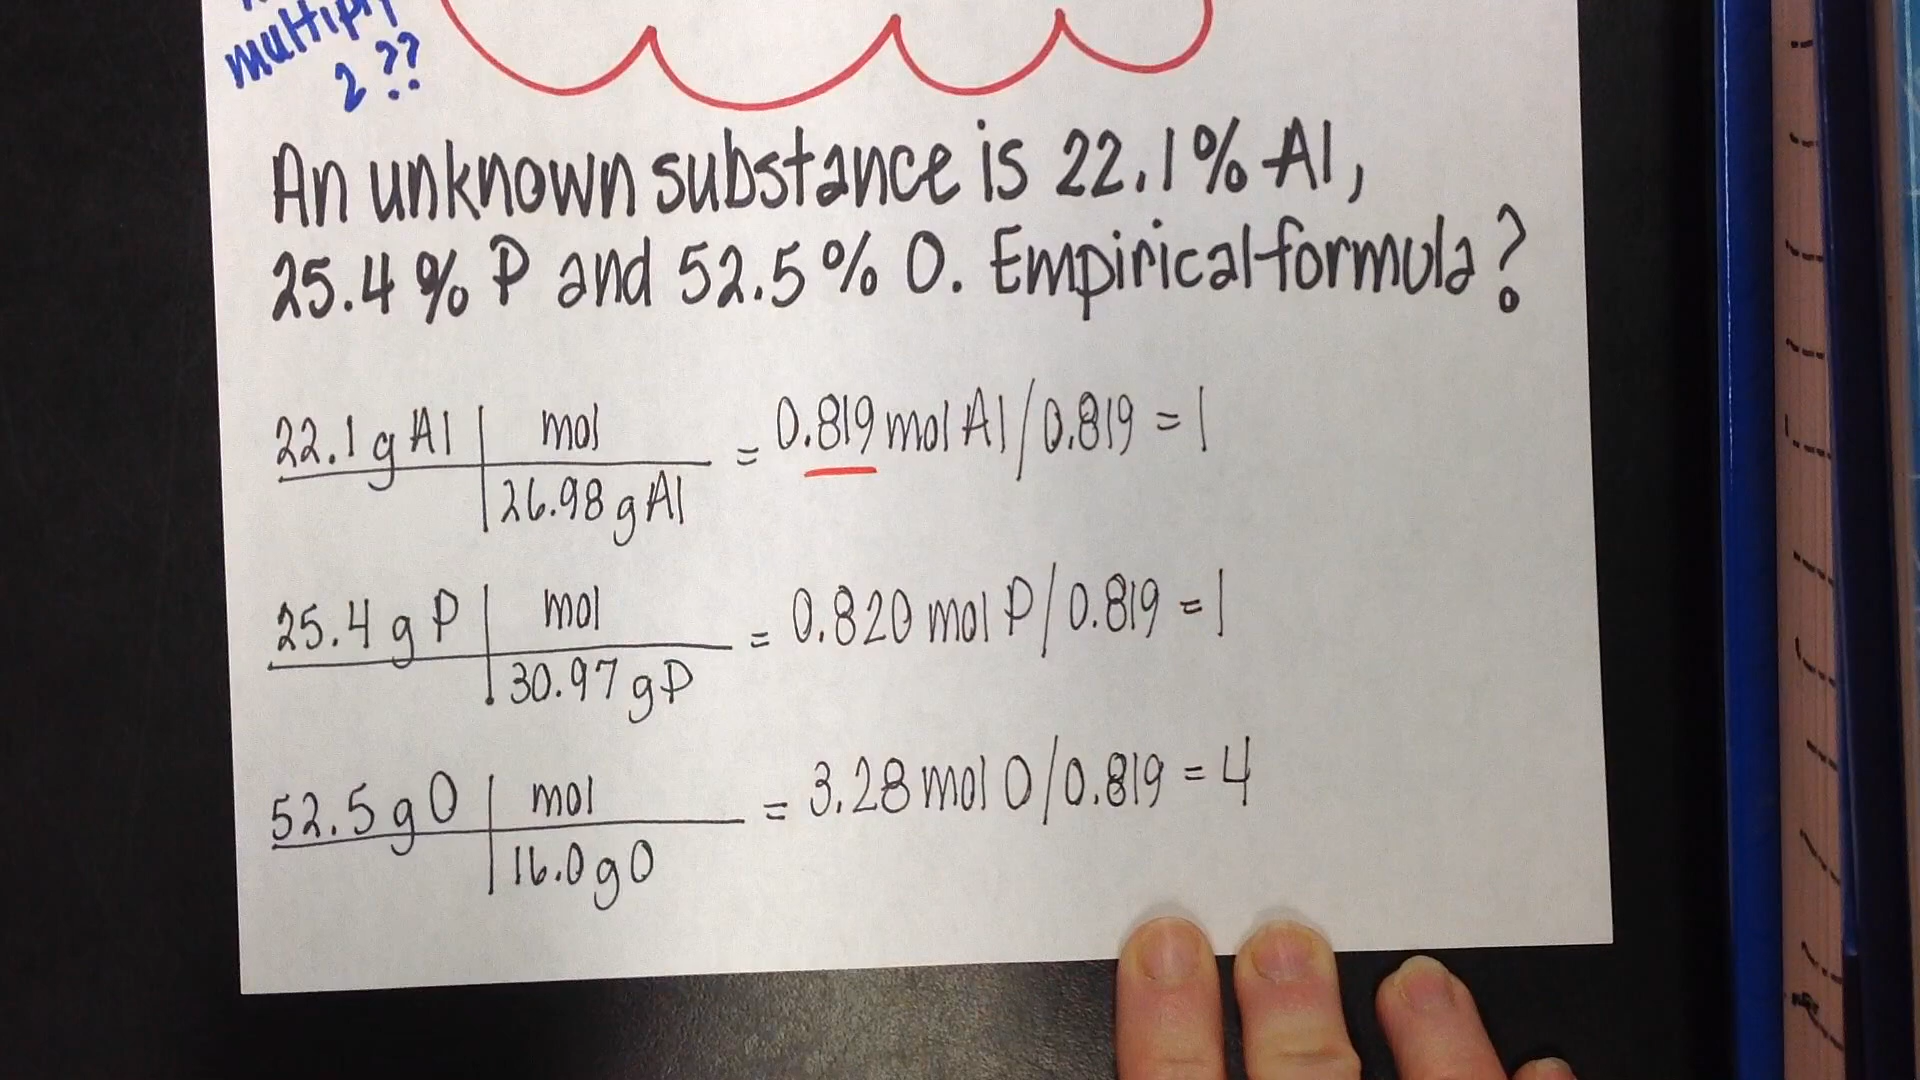 multiply
2 ??
An unknown substance is 22.1% Al,
25.4% P and 52.5% O. Empirical formula?
22.1 g Al | mol = 0.819 mol Al / 0.819 = 1
26.98 g Al
25.4 g P | mol = 0.820 mol P / 0.819 = 1
30.97 g P
52.5 g O | mol = 3.28 mol O / 0.819 = 4
16.0 g O